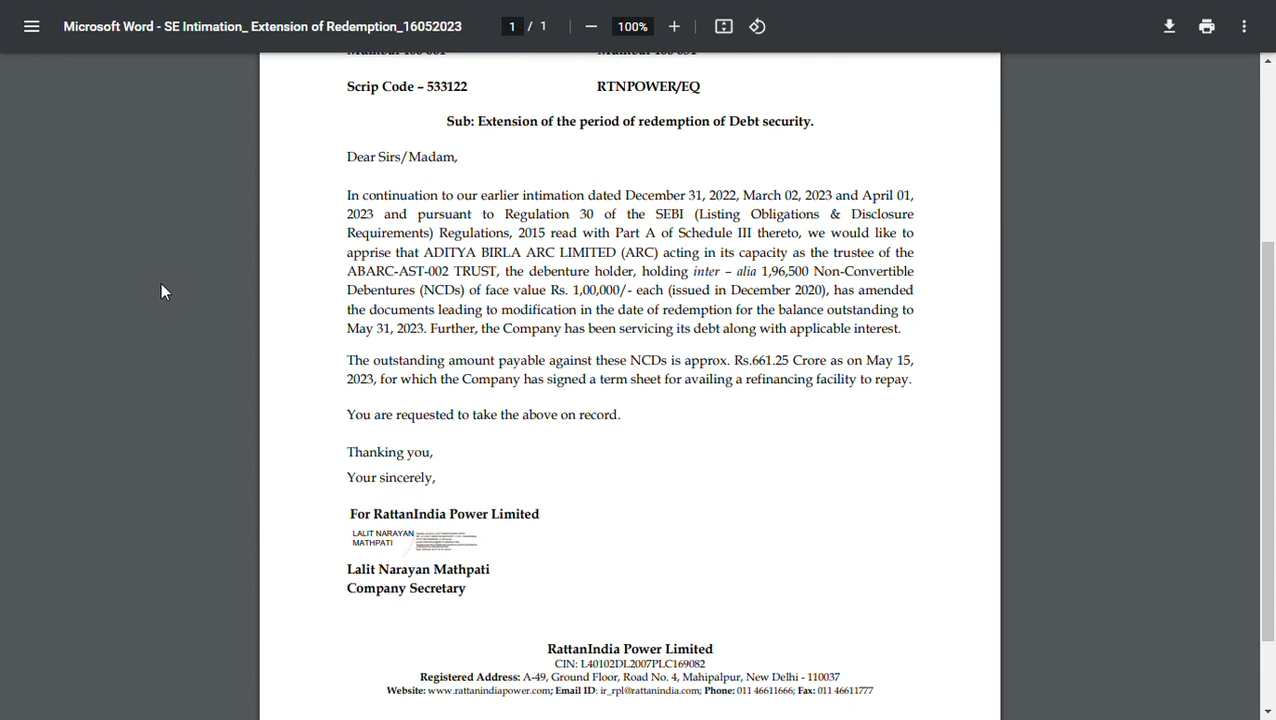 Microsoft Word - SE Intimation_ Extension of Redemption_16052023
1 / 1
100%
Scrip Code – 533122 RTNPOWER/EQ
Sub: Extension of the period of redemption of Debt security.
Dear Sirs/Madam,
In continuation to our earlier intimation dated December 31, 2022, March 02, 2023 and April 01,
2023 and pursuant to Regulation 30 of the SEBI (Listing Obligations & Disclosure
Requirements) Regulations, 2015 read with Part A of Schedule III thereto, we would like to
apprise that ADITYA BIRLA ARC LIMITED (ARC) acting in its capacity as the trustee of the
ABARC-AST-002 TRUST, the debenture holder, holding inter – alia 1,96,500 Non-Convertible
Debentures (NCDs) of face value Rs. 1,00,000/- each (issued in December 2020), has amended
the documents leading to modification in the date of redemption for the balance outstanding to
May 31, 2023. Further, the Company has been servicing its debt along with applicable interest.
The outstanding amount payable against these NCDs is approx. Rs.661.25 Crore as on May 15,
2023, for which the Company has signed a term sheet for availing a refinancing facility to repay.
You are requested to take the above on record.
Thanking you,
Your sincerely,
For RattanIndia Power Limited
LALIT NARAYAN
MATHPATI
Lalit Narayan Mathpati
Company Secretary
RattanIndia Power Limited
CIN: L40102DL2007PLC169082
Registered Address: A-49, Ground Floor, Road No. 4, Mahipalpur, New Delhi - 110037
Website: www.rattanindiapower.com; Email ID: ir_rpl@rattanindia.com; Phone: 011 46611666; Fax: 011 46611777